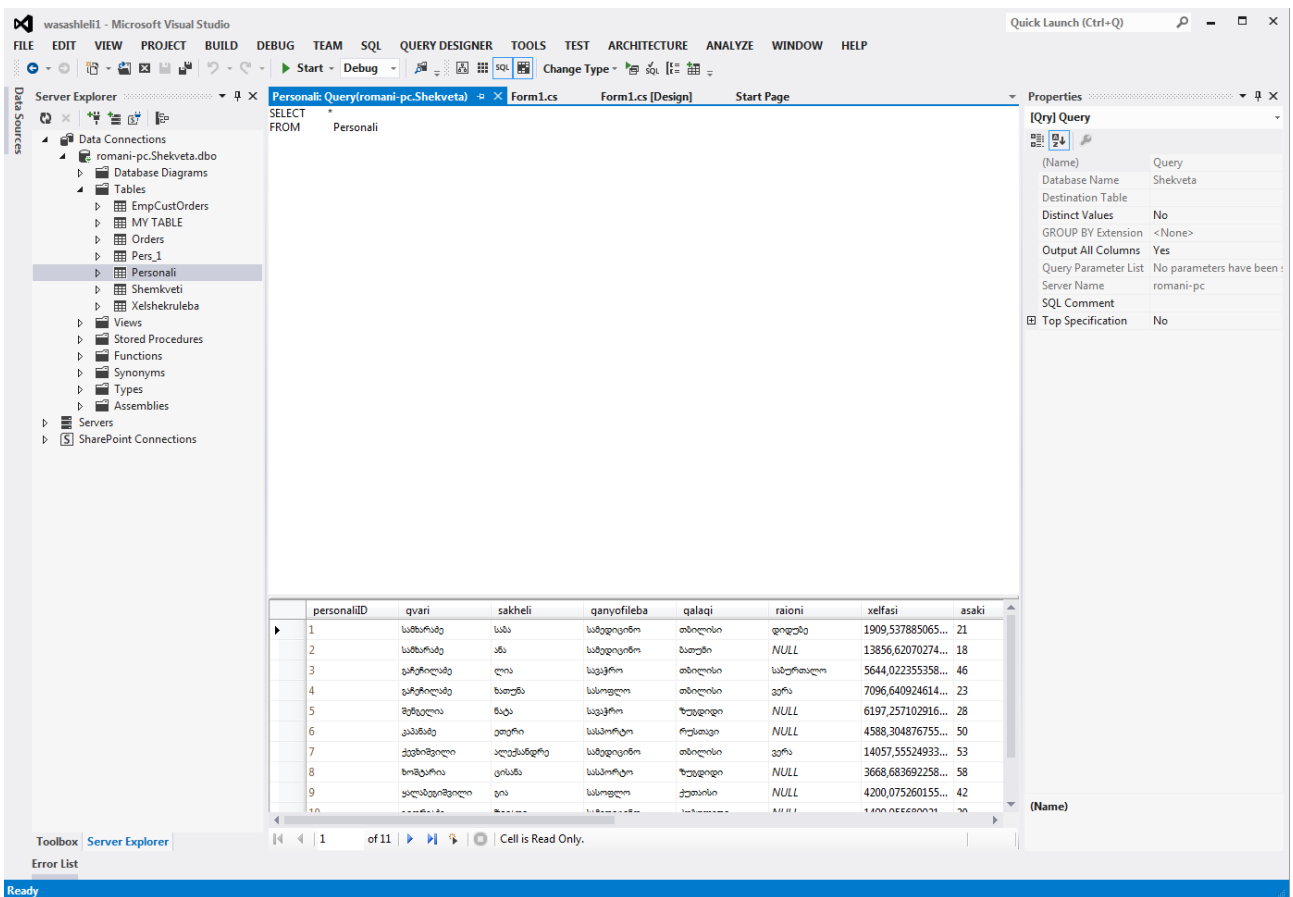 wasashleli1 - Microsoft Visual Studio
Quick Launch (Ctrl+Q)
FILE EDIT VIEW PROJECT BUILD DEBUG TEAM SQL QUERY DESIGNER TOOLS TEST ARCHITECTURE ANALYZE WINDOW HELP
Start Debug SQL Change Type SQL
Data Sources
Server Explorer
Data Connections
romani-pc.Shekveta.dbo
Database Diagrams
Tables
EmpCustOrders
MY TABLE
Orders
Pers_1
Personali
Shemkveti
Xelshekruleba
Views
Stored Procedures
Functions
Synonyms
Types
Assemblies
Servers
SharePoint Connections
Toolbox Server Explorer
Personali: Query(romani-pc.Shekveta) Form1.cs Form1.cs [Design] Start Page
SELECT *
FROM Personali
personaliID qvari sakheli ganyofileba qalaqi raioni xelfasi asaki
1 სამხარაძე საბა სამედიცინო თბილისი დიდუბე 1909,537885065... 21
2 სამხარაძე ანა სამედიცინო ბათუმი NULL 13856,62070274... 18
3 გაჩეჩილაძე ლია სავაჭრო თბილისი საბურთალო 5644,022355358... 46
4 გაჩეჩილაძე ხათუნა სასოფლო თბილისი ვერა 7096,640924614... 23
5 შენგელია ნატა სავაჭრო ზუგდიდი NULL 6197,257102916... 28
6 კაპანაძე ეთერი სასპორტო რუსთავი NULL 4588,304876755... 50
7 ქევხიშვილი ალექსანდრე სამედიცინო თბილისი ვერა 14057,55524933... 53
8 ხოშტარია ცისანა სასპორტო ზუგდიდი NULL 3668,683692258... 58
9 ყალაბეგიშვილი გია სასოფლო ქუთაისი NULL 4200,075260155... 42
1 of 11 Cell is Read Only.
Properties
[Qry] Query
(Name) Query
Database Name Shekveta
Destination Table
Distinct Values No
GROUP BY Extension <None>
Output All Columns Yes
Query Parameter List No parameters have been
Server Name romani-pc
SQL Comment
Top Specification No
(Name)
Error List
Ready